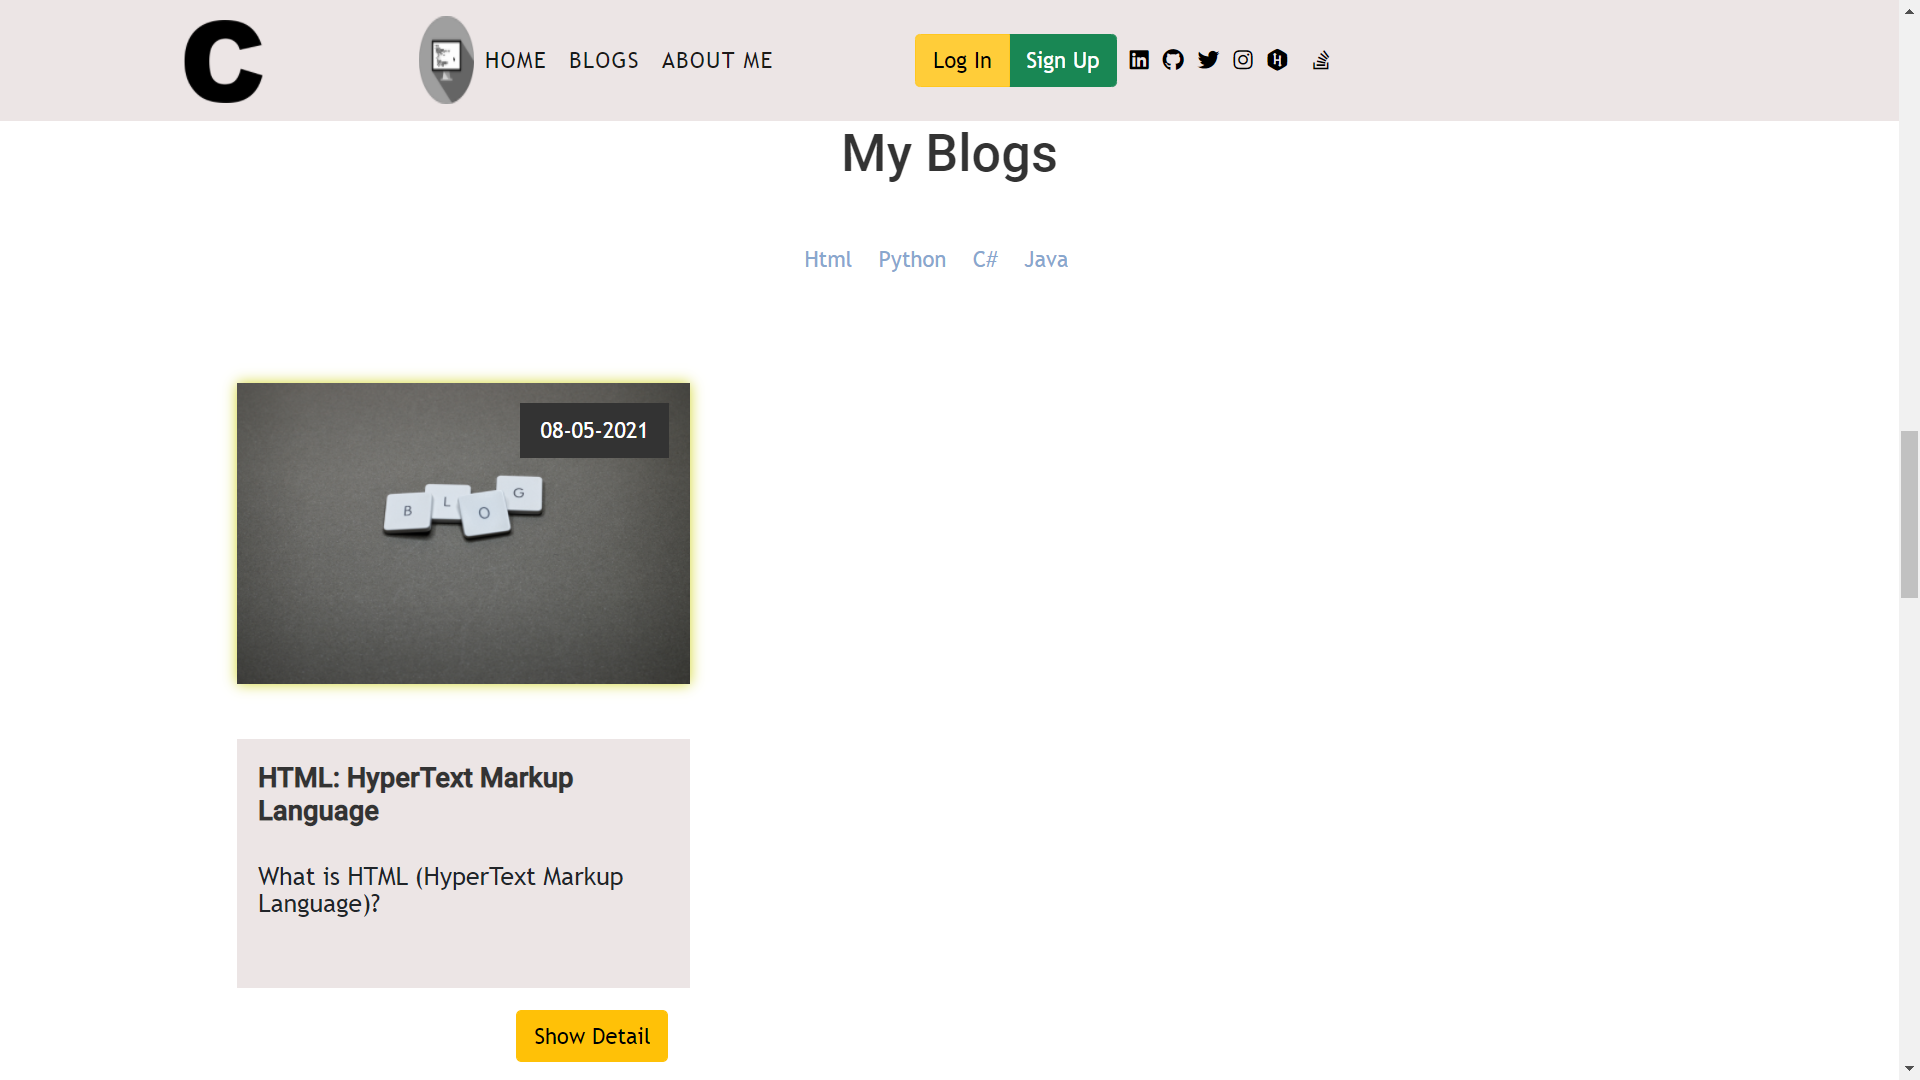 C
HOME BLOGS ABOUT ME
Log In Sign Up
My Blogs
Html Python C# Java
08-05-2021
B L O G
HTML: HyperText Markup
Language
What is HTML (HyperText Markup
Language)?
Show Detail